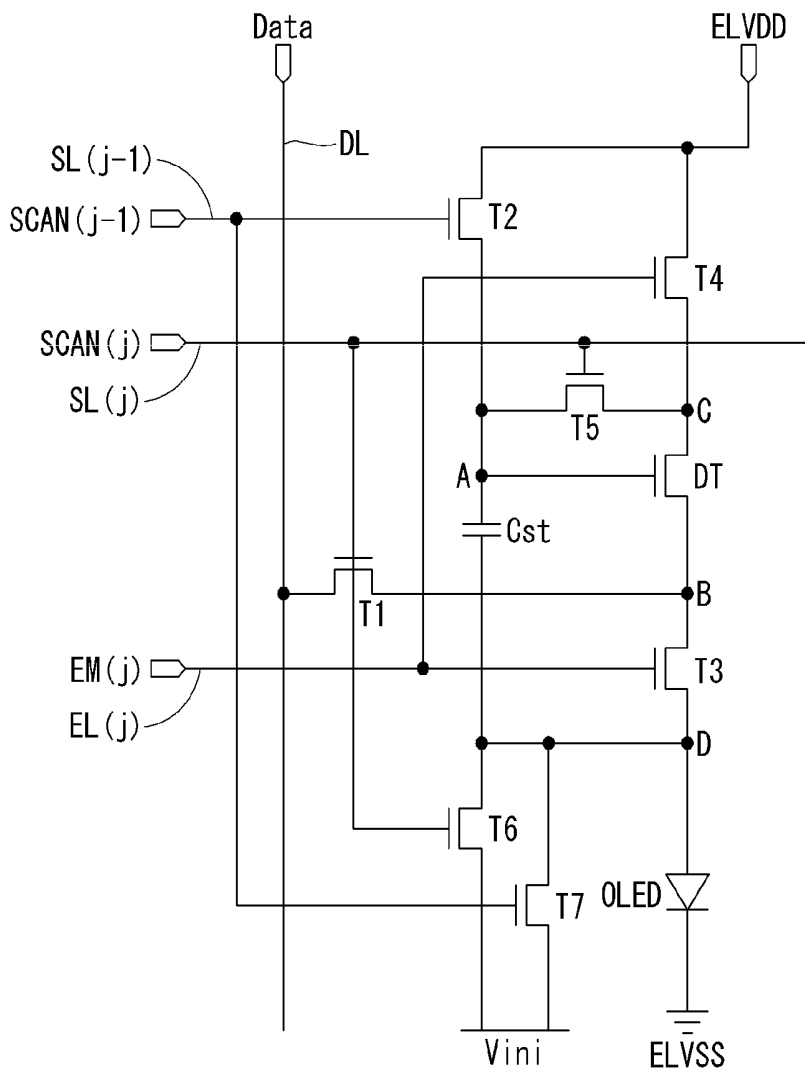 Data
ELVDD
DL
SL(j-1)
SCAN(j-1)
T2
T4
SCAN(j)
SL(j)
T5
C
A
DT
Cst
T1
B
EM(j)
T3
EL(j)
D
T6
OLED
T7
Vini
ELVSS